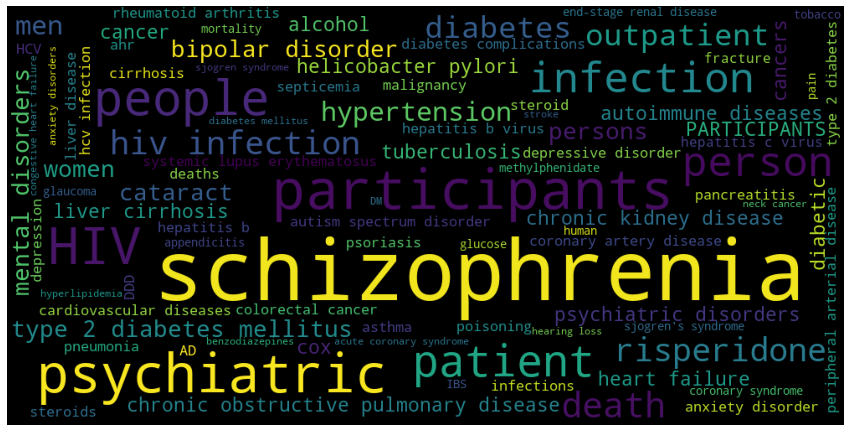 rheumatoid arthritis
end-stage renal disease
tobacco
men
cancer
mortality
alcohol
diabetes
outpatient
cancers
type 2 diabetes
HCV
anxiety disorders
ahr
bipolar disorder
diabetes complications
fracture
sjogren syndrome
helicobacter pylori
infection
pain
mental disorders
congestive heart failure
liver disease
hcv infection
cirrhosis
septicemia
malignancy
people
diabetes mellitus
hypertension
steroid
stroke
autoimmune diseases
hiv infection
hepatitis b virus
persons
PARTICIPANTS
hepatitis c virus
tuberculosis
depressive disorder
women
systemic lupus erythematosus
deaths
methylphenidate
person
glaucoma
cataract
participants
DM
pancreatitis
neck cancer
diabetic
peripheral arterial disease
depression
liver cirrhosis
hepatitis b
autism spectrum disorder
chronic kidney disease
HIV
appendicitis
psoriasis
glucose
human
coronary artery disease
schizophrenia
hyperlipidemia
DDD
cardiovascular diseases
colorectal cancer
psychiatric disorders
type 2 diabetes mellitus
asthma
poisoning
hearing loss
sjogren's syndrome
pneumonia
AD
benzodiazepines
cox
acute coronary syndrome
risperidone
psychiatric
patient
IBS
infections
heart failure
coronary syndrome
steroids
chronic obstructive pulmonary disease
death
anxiety disorder